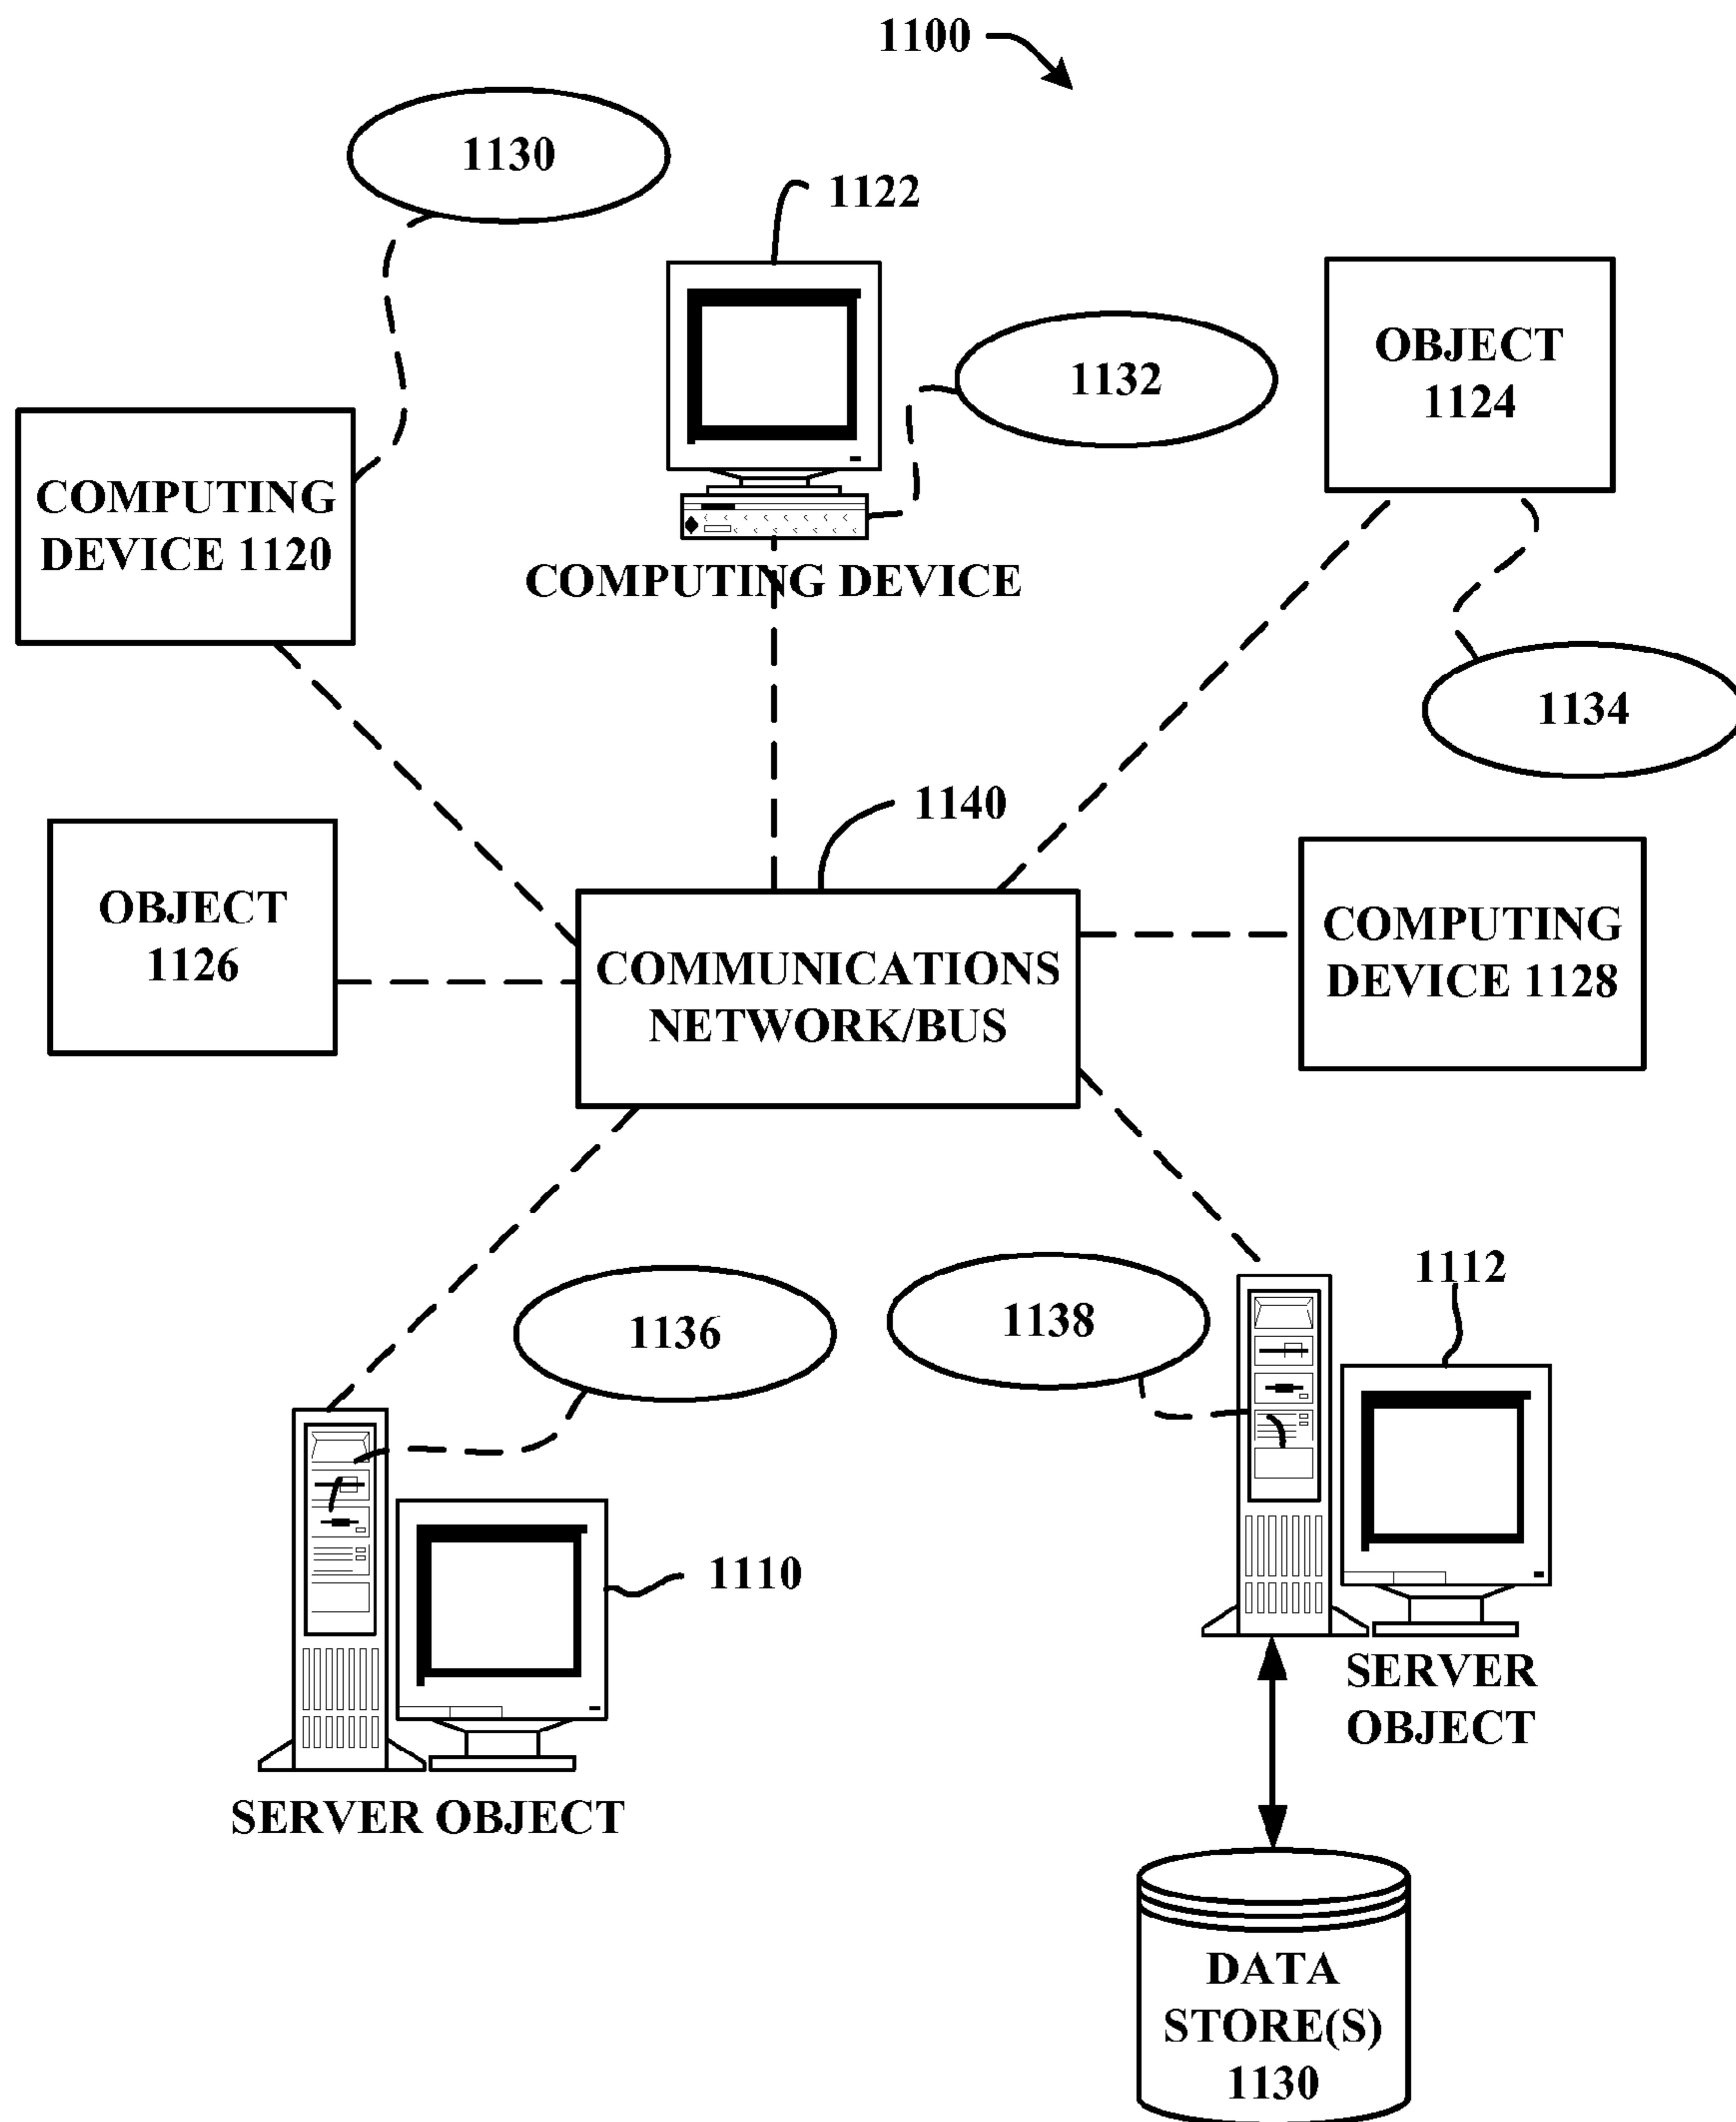 1100
1130
1122
1132
OBJECT
1124
COMPUTING
DEVICE 1120
COMPUTING DEVICE
1134
1140
OBJECT
1126
COMMUNICATIONS
NETWORK/BUS
COMPUTING
DEVICE 1128
1136
1138
1112
1110
SERVER
OBJECT
SERVER OBJECT
DATA
STORE(S)
1130